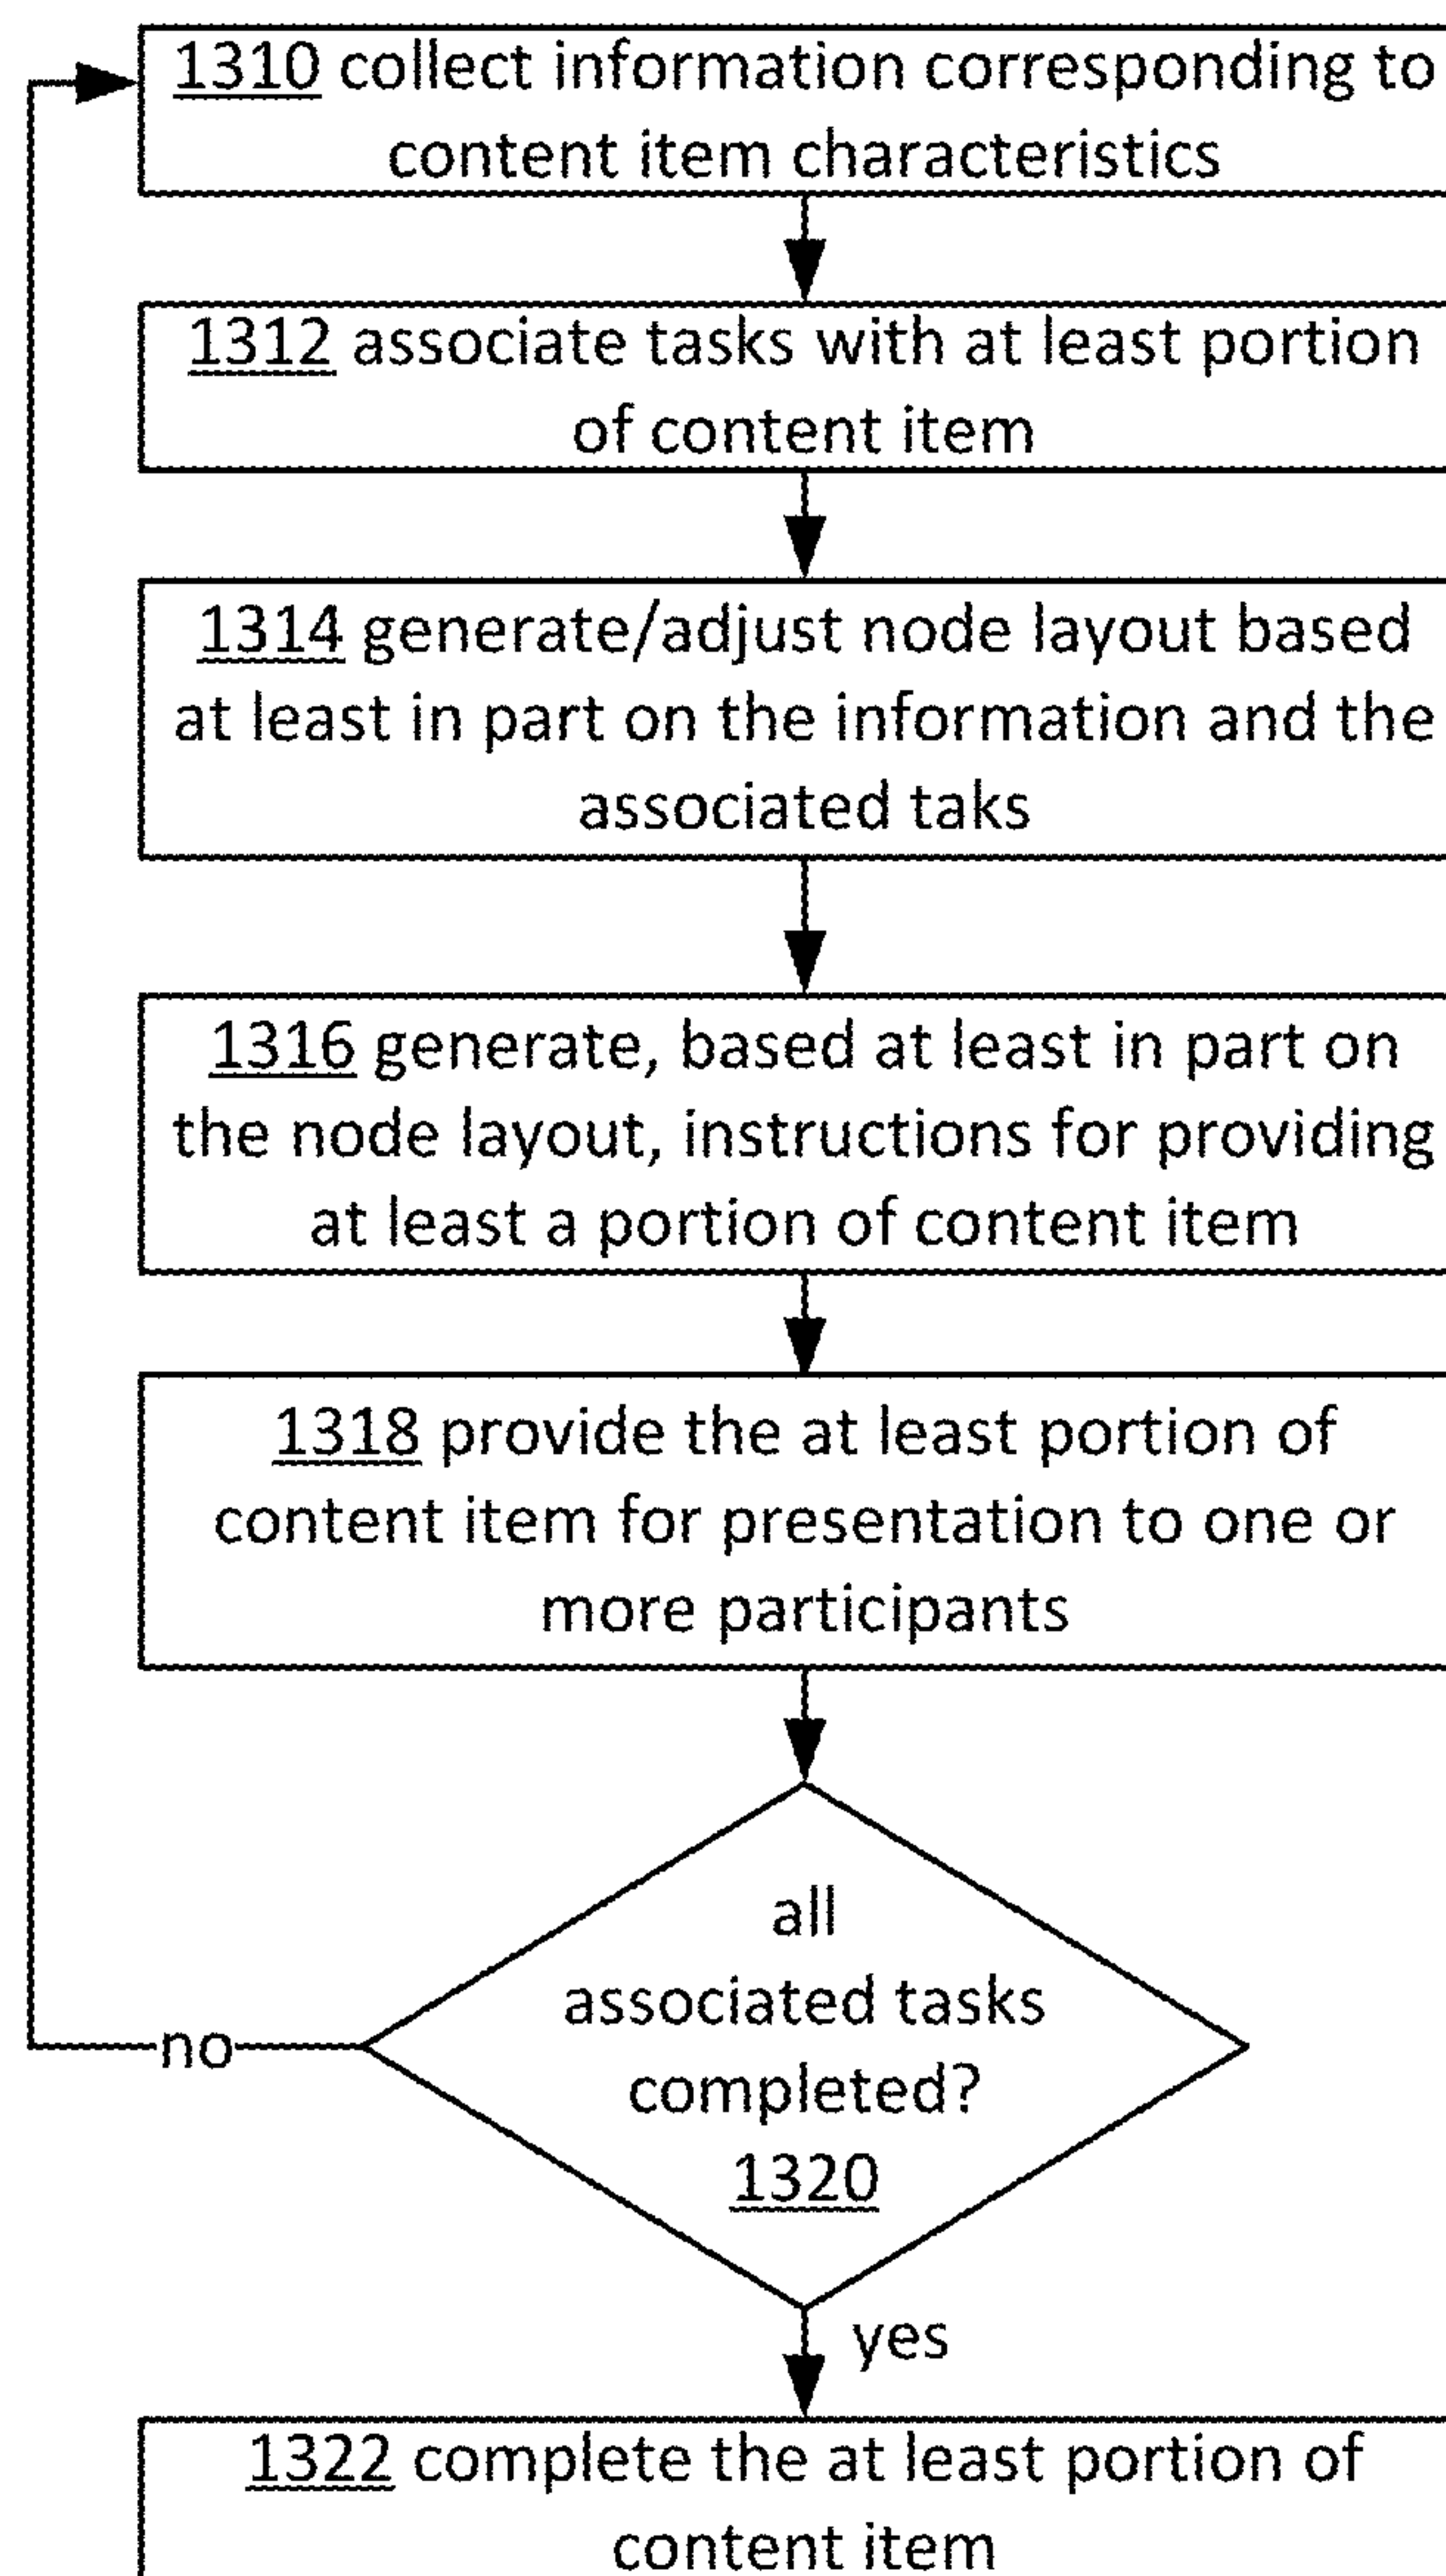 1310 collect information corresponding to
content item characteristics
1312 associate tasks with at least portion
of content item
1314 generate/adjust node layout based
at least in part on the information and the
associated taks
1316 generate, based at least in part on
the node layout, instructions for providing
at least a portion of content item
1318 provide the at least portion of
content item for presentation to one or
more participants
all
associated tasks
completed?
1320
no
yes
1322 complete the at least portion of
content item